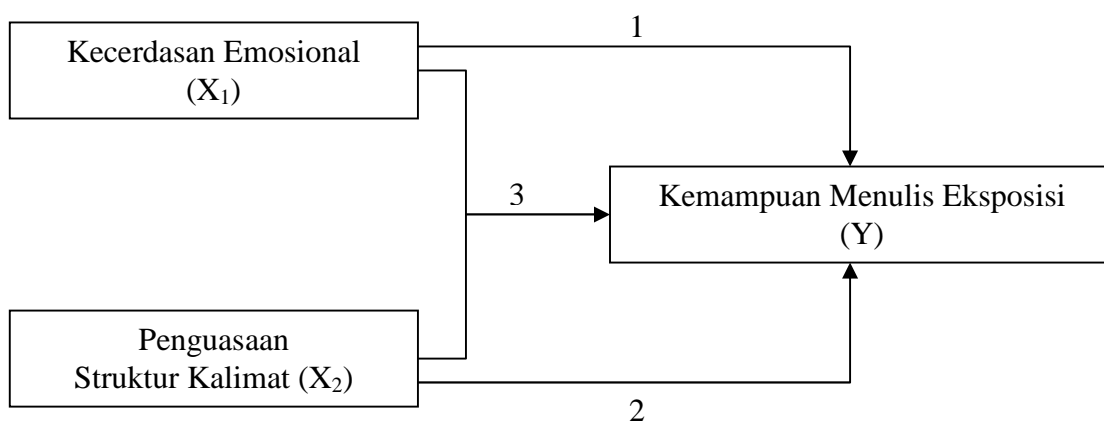 1
Kecerdasan Emosional
(X₁)
3
Kemampuan Menulis Eksposisi
(Y)
Penguasaan
Struktur Kalimat (X₂)
2